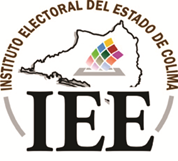 INSTITUTO ELECTORAL DEL ESTADO DE COLIMA
IEE